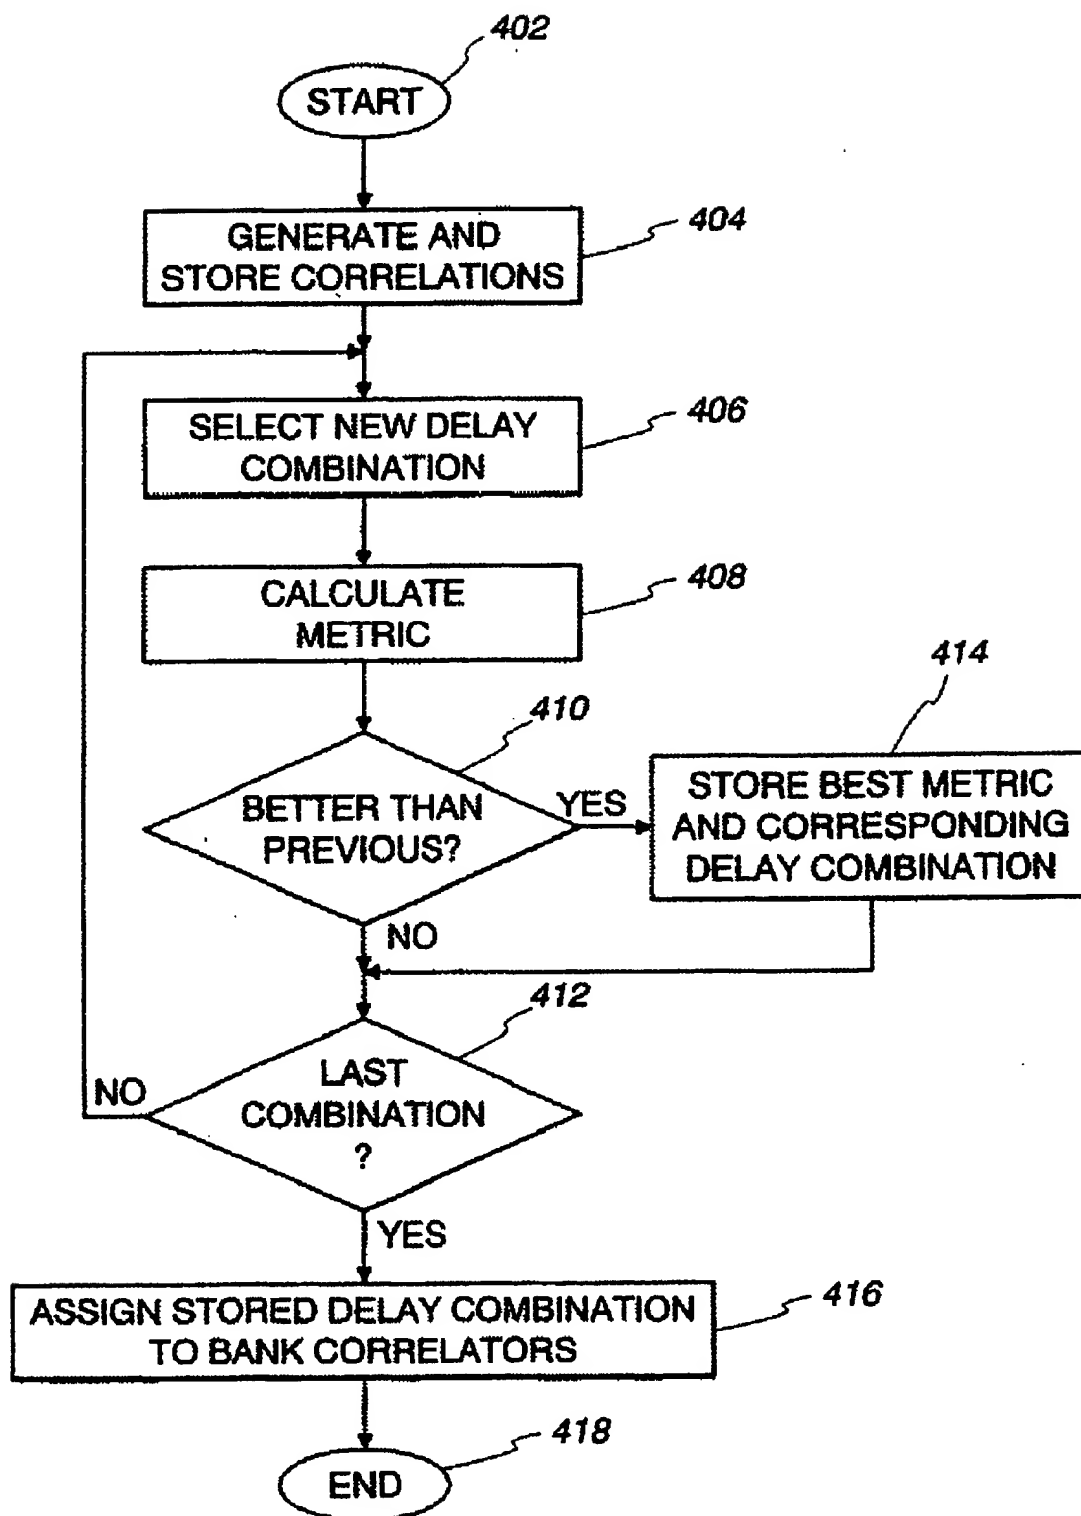 402
START
GENERATE AND
STORE CORRELATIONS
404
SELECT NEW DELAY
COMBINATION
406
CALCULATE
METRIC
408
410
BETTER THAN
PREVIOUS?
YES
NO
414
STORE BEST METRIC
AND CORRESPONDING
DELAY COMBINATION
412
LAST
COMBINATION
?
NO
YES
ASSIGN STORED DELAY COMBINATION
TO BANK CORRELATORS
416
END
418